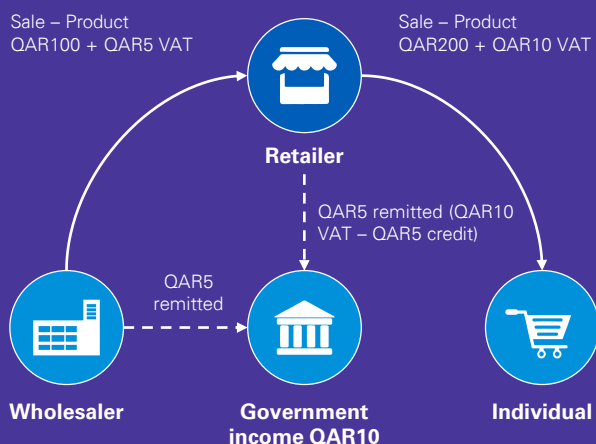 Sale – Product
QAR100 + QAR5 VAT
Sale – Product
QAR200 + QAR10 VAT
Retailer
QAR5 remitted (QAR10
VAT – QAR5 credit)
QAR5
remitted
Wholesaler
Government
income QAR10
Individual